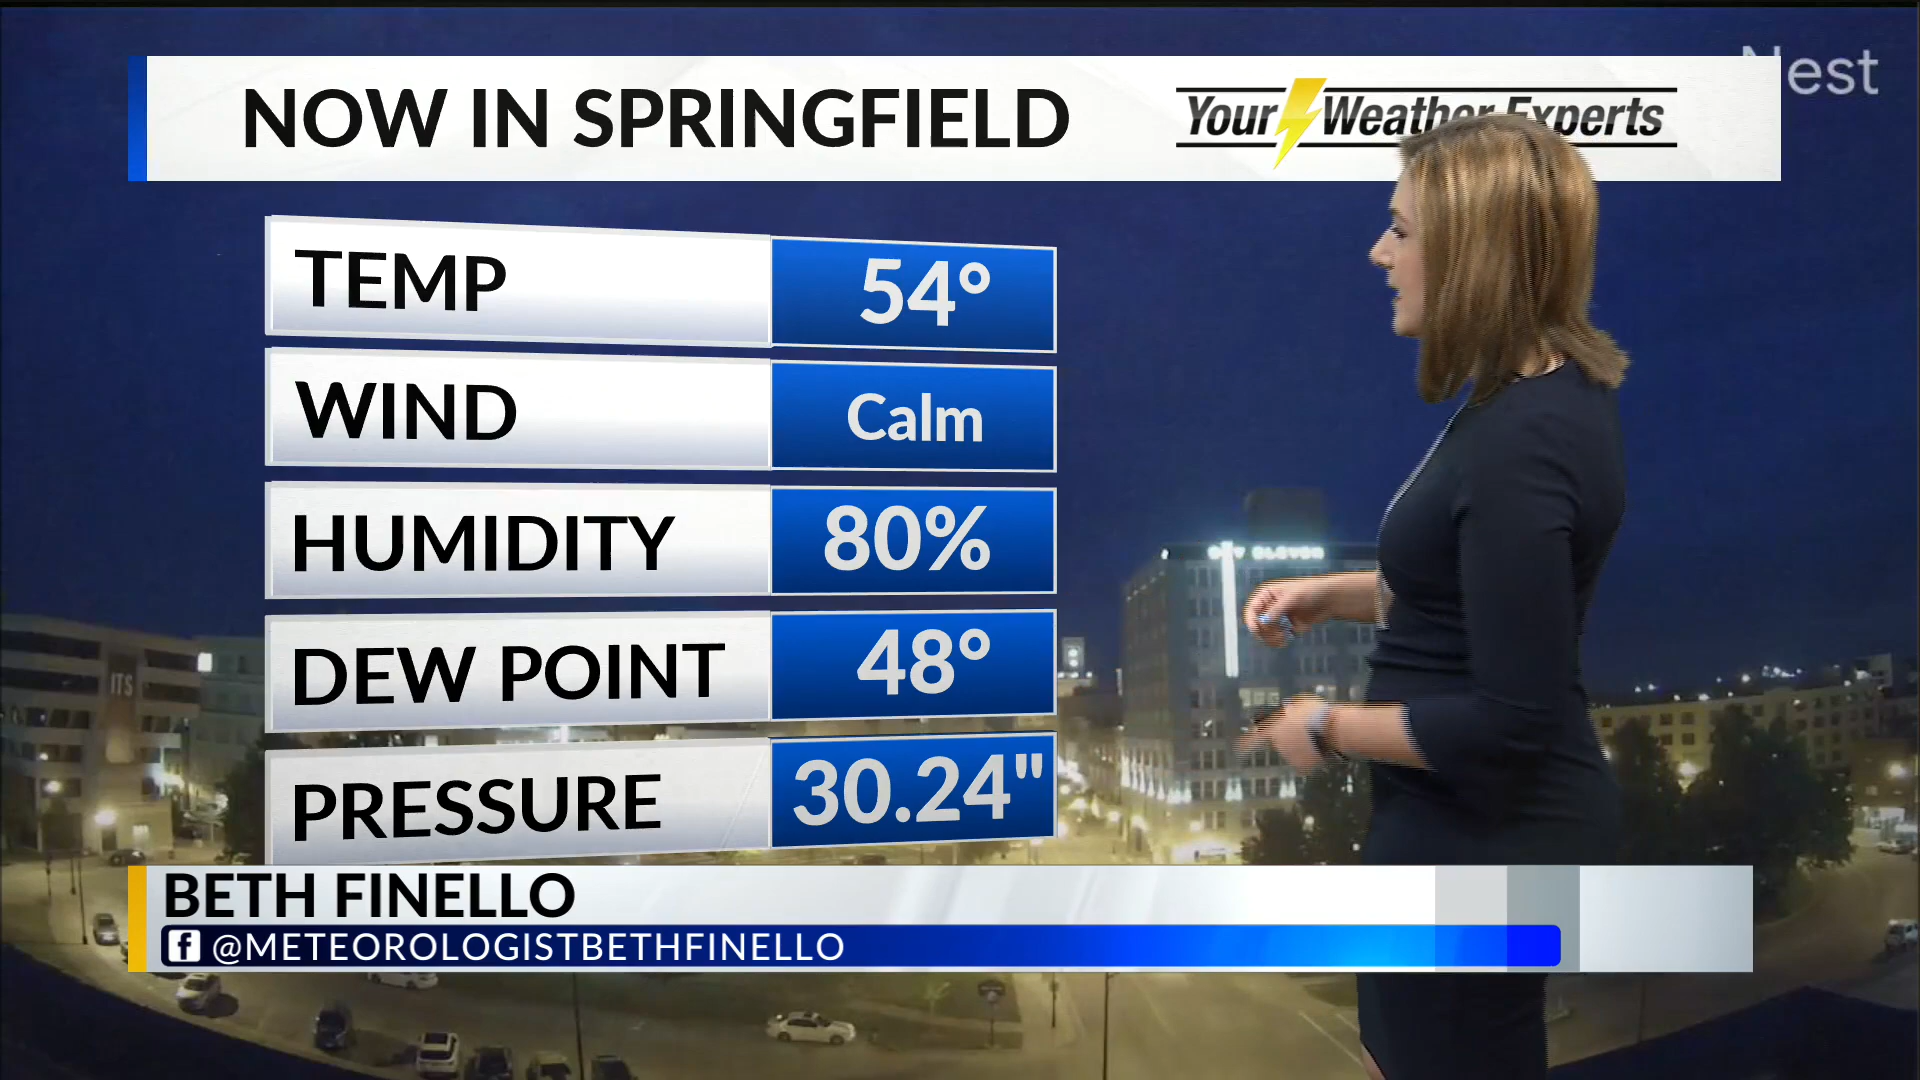 Nest
NOW IN SPRINGFIELD
Your Weather Experts
TEMP 54°
WIND Calm
HUMIDITY 80%
DEW POINT 48°
PRESSURE 30.24"
ITS
BETH FINELLO
f @METEOROLOGISTBETHFINELLO